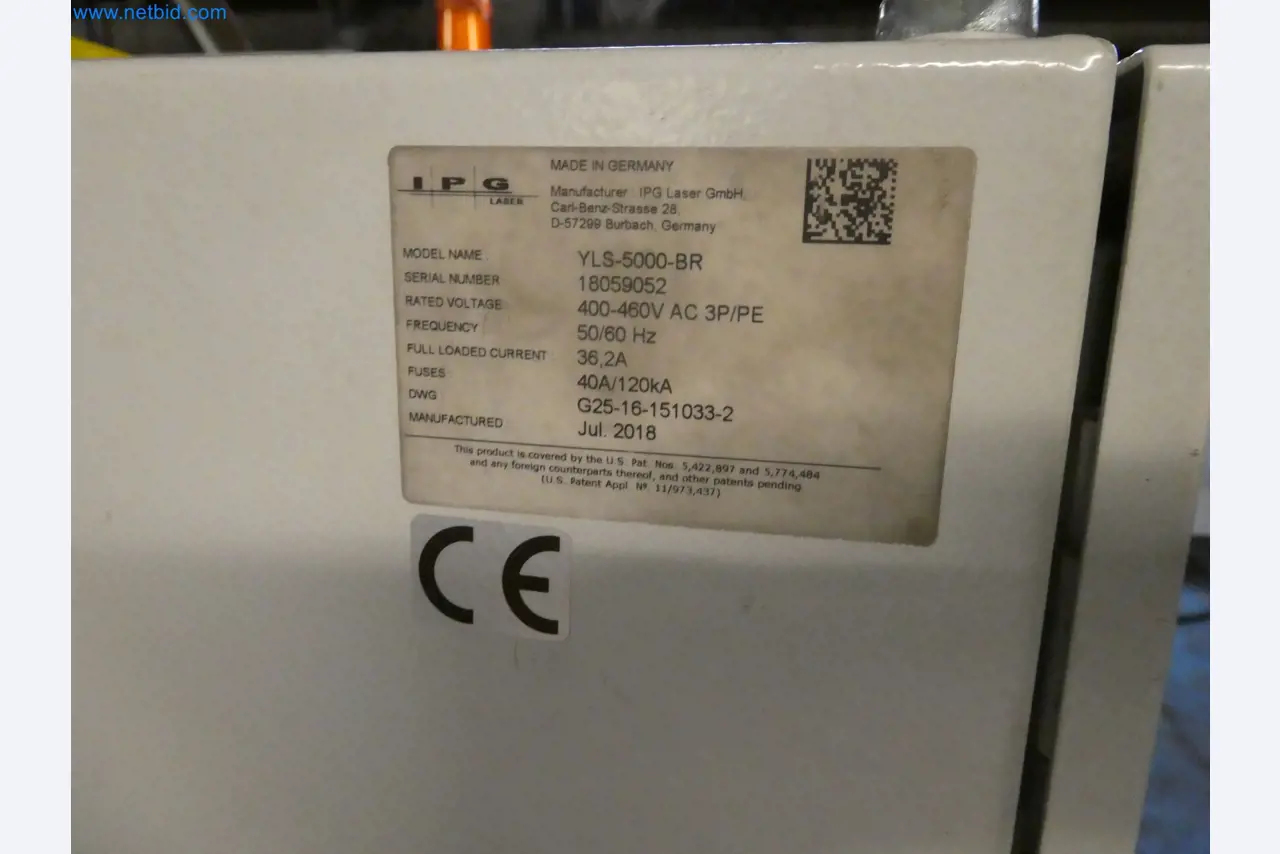 www.netbid.com
IPG
LASER
MADE IN GERMANY
Manufacturer : IPG Laser GmbH,
Carl-Benz-Strasse 28,
D-57299 Burbach, Germany
MODEL NAME : YLS-5000-BR
SERIAL NUMBER 18059052
RATED VOLTAGE 400-460V AC 3P/PE
FREQUENCY 50/60 Hz
FULL LOADED CURRENT 36,2A
FUSES 40A/120kA
DWG G25-16-151033-2
MANUFACTURED Jul. 2018
This product is covered by the U.S. Pat. Nos. 5,422,897 and 5,774,484
and any foreign counterparts thereof, and other patents pending
(U.S. Patent Appl. № 11/973,437)
CE